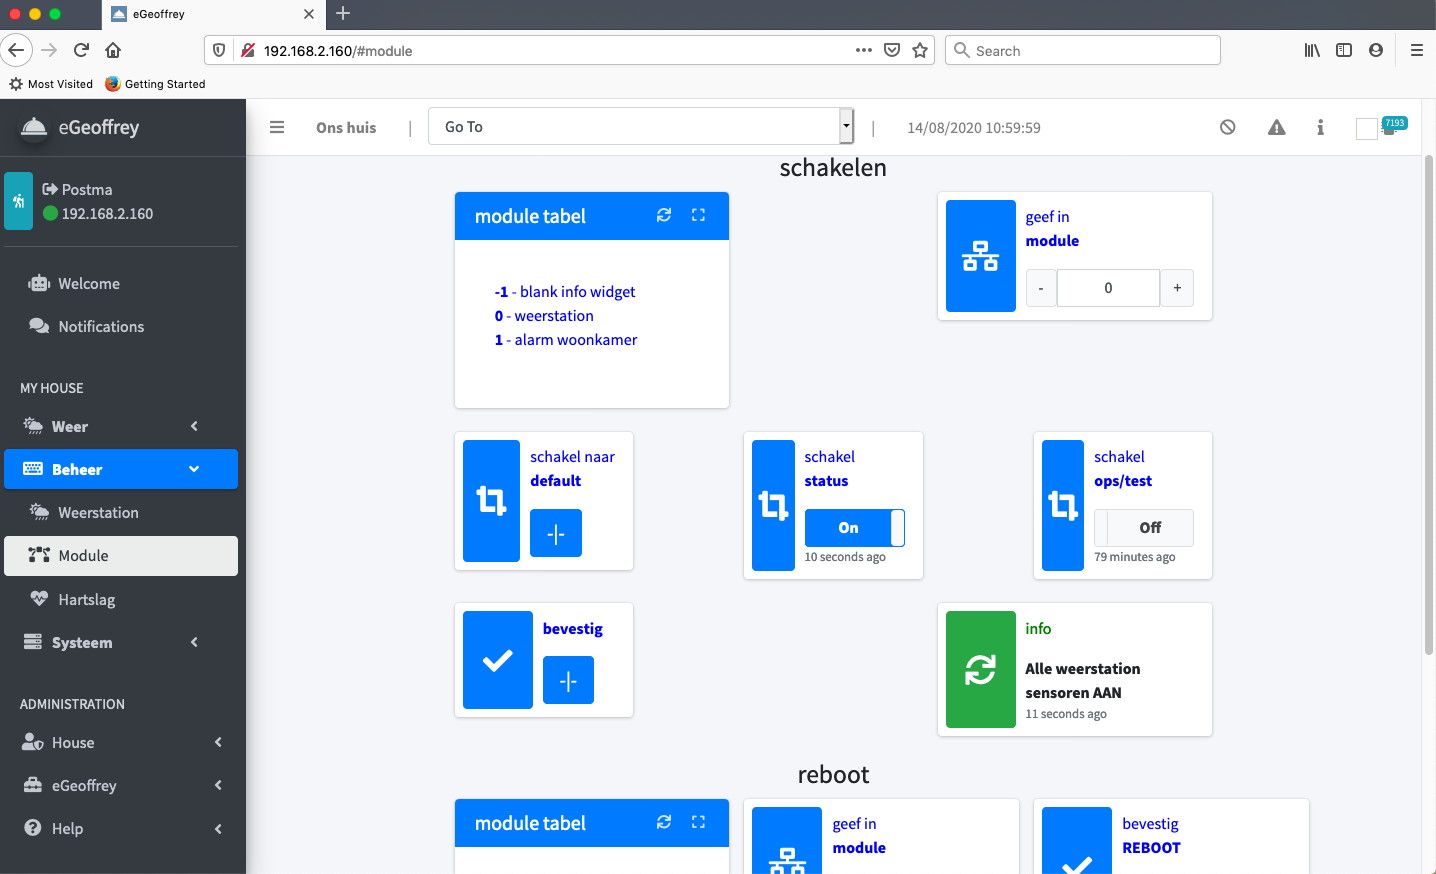 eGeoffrey
192.168.2.160/#module
Search
Most Visited
Getting Started
eGeoffrey
Ons huis
|
Go To
|
14/08/2020 10:59:59
7193
Postma
192.168.2.160
Welcome
Notifications
MY HOUSE
Weer
Beheer
Weerstation
Module
Hartslag
Systeem
ADMINISTRATION
House
eGeoffrey
Help
schakelen
module tabel
-1 - blank info widget
0 - weerstation
1 - alarm woonkamer
geef in
module
-
0
+
schakel naar
default
schakel
status
On
10 seconds ago
schakel
ops/test
Off
79 minutes ago
bevestig
info
Alle weerstation
sensoren AAN
11 seconds ago
reboot
module tabel
geef in
module
bevestig
REBOOT